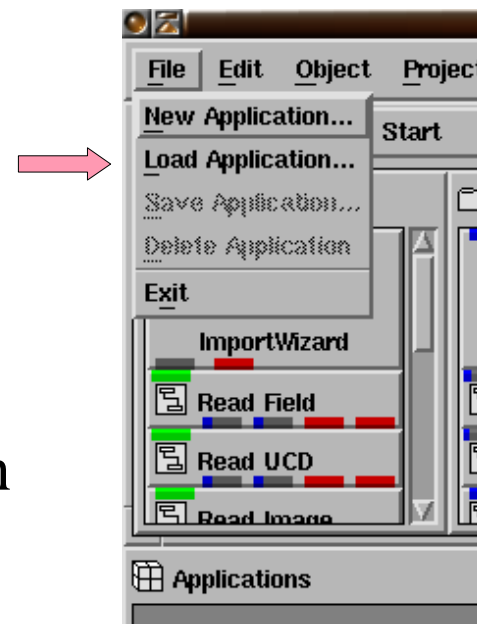 File Edit Object Project
New Application...
Start
Load Application...
Save Application...
Delete Application
Exit
ImportWizard
Read Field
Read UCD
n
Read Image
Applications